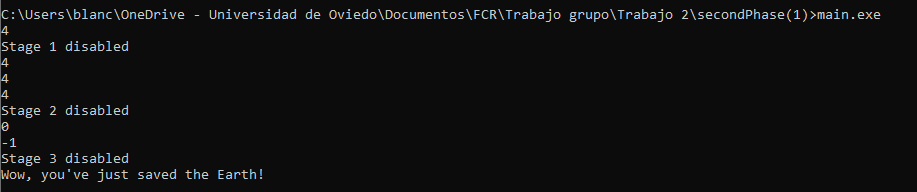 C:\Users\blanc\OneDrive - Universidad de Oviedo\Documentos\FCR\Trabajo grupo\Trabajo 2\secondPhase(1)>main.exe
4
Stage 1 disabled
4
4
4
Stage 2 disabled
0
-1
Stage 3 disabled
Wow, you've just saved the Earth!